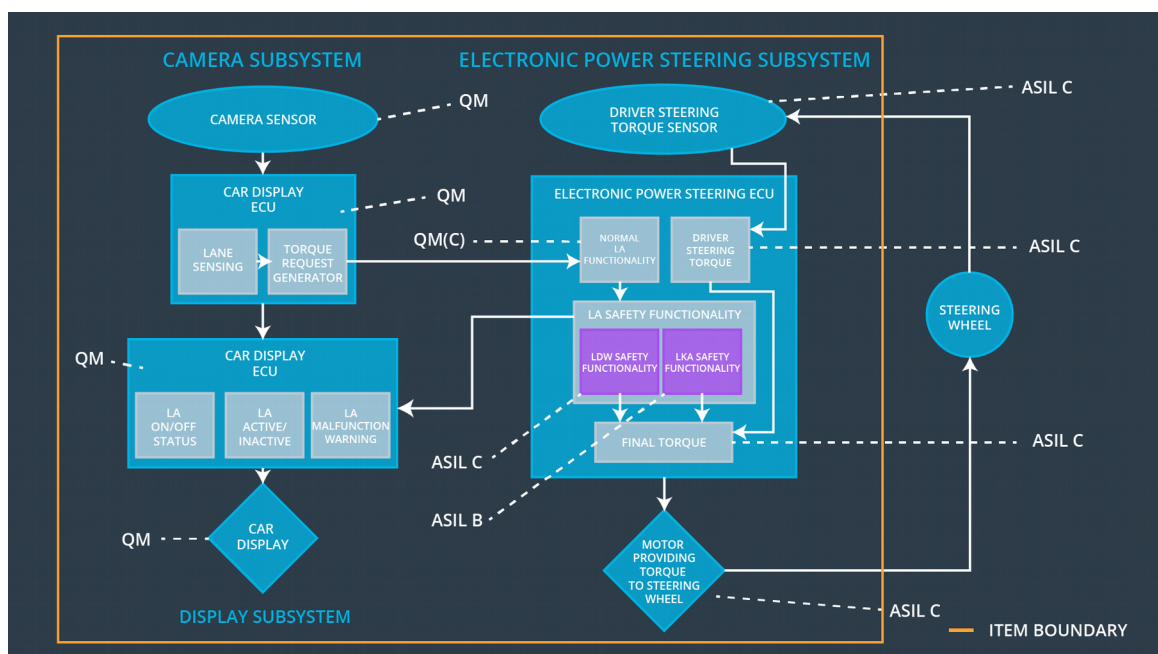 CAMERA SUBSYSTEM
ELECTRONIC POWER STEERING SUBSYSTEM
CAMERA SENSOR
QM
DRIVER STEERING
TORQUE SENSOR
ASIL C
CAR DISPLAY
ECU
QM
LANE
SENSING
TORQUE
REQUEST
GENERATOR
ELECTRONIC POWER STEERING ECU
QM(C)
NORMAL
LA
FUNCTIONALITY
DRIVER
STEERING
TORQUE
ASIL C
STEERING
WHEEL
LA SAFETY FUNCTIONALITY
LDW SAFETY
FUNCTIONALITY
LKA SAFETY
FUNCTIONALITY
QM
CAR DISPLAY
ECU
LA
ON/OFF
STATUS
LA
ACTIVE/
INACTIVE
LA
MALFUNCTION
WARNING
FINAL TORQUE
ASIL C
ASIL C
ASIL B
QM
CAR
DISPLAY
MOTOR
PROVIDING
TORQUE
TO STEERING
WHEEL
ASIL C
DISPLAY SUBSYSTEM
ITEM BOUNDARY